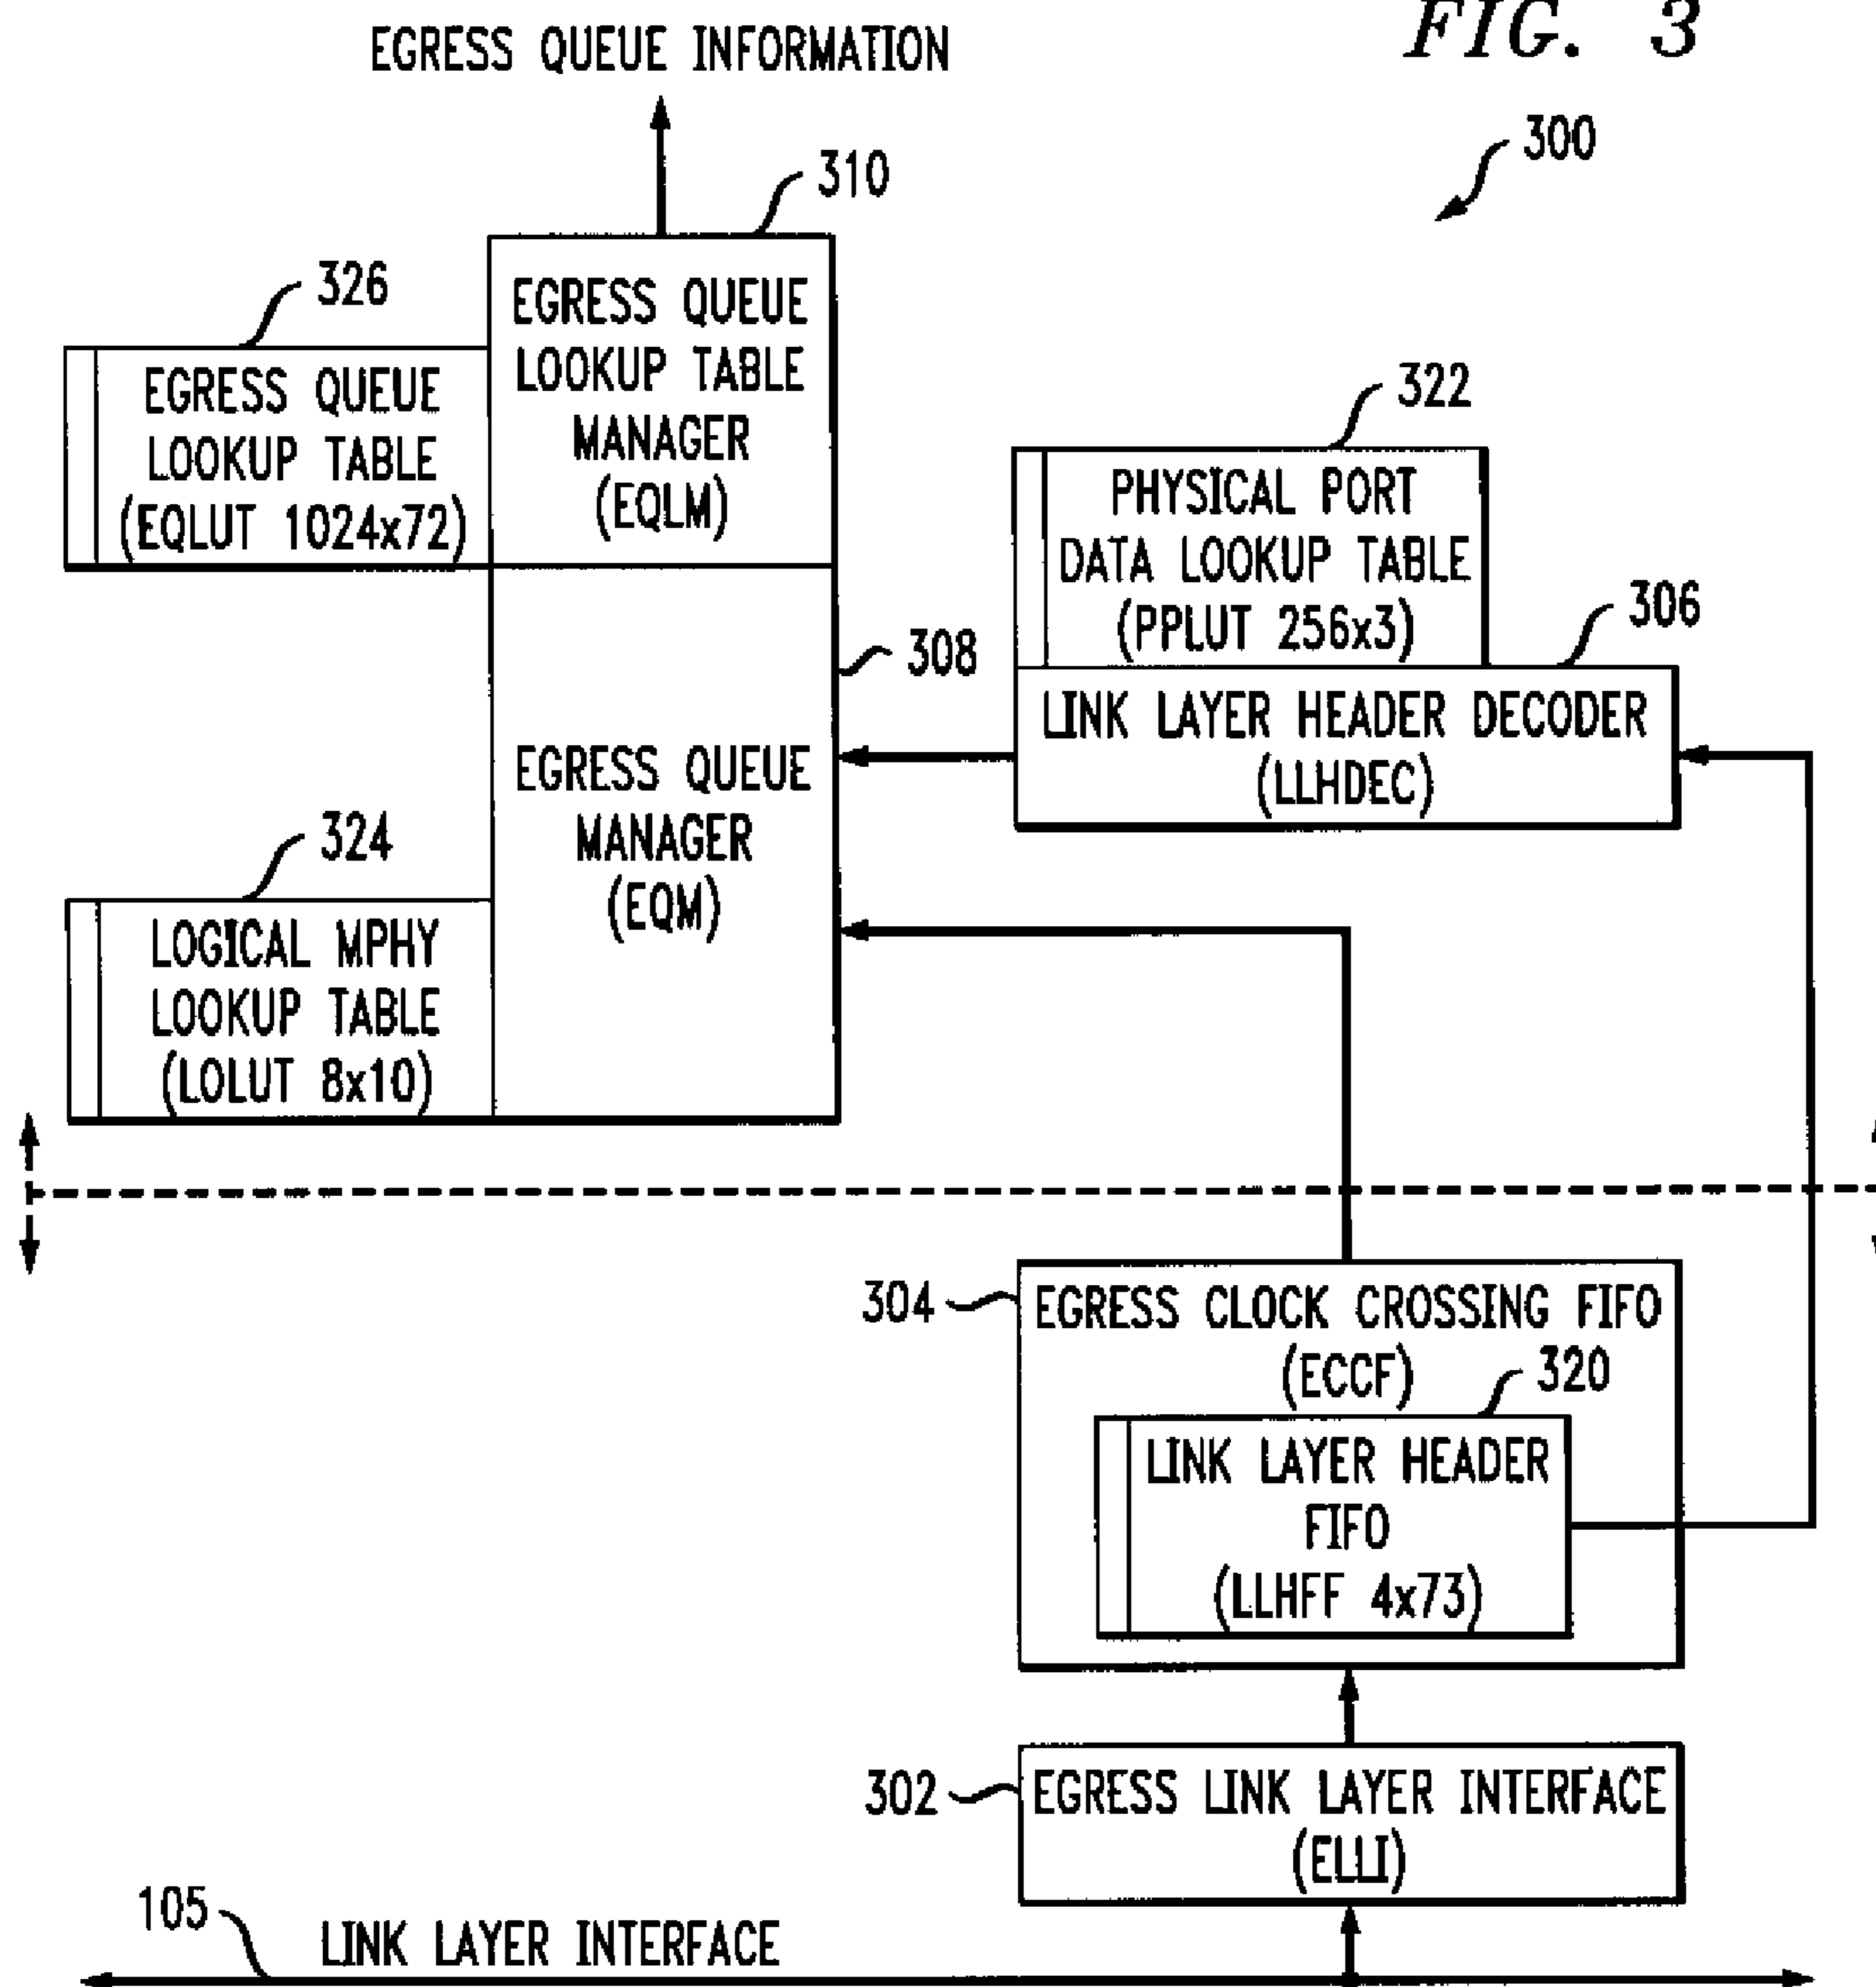 FIG. 3
EGRESS QUEUE INFORMATION
300
310
326
EGRESS QUEUE
LOOKUP TABLE
MANAGER
(EQLM)
EGRESS QUEUE
LOOKUP TABLE
(EQLUT 1024x72)
322
PHYSICAL PORT
DATA LOOKUP TABLE
(PPLUT 256x3)
306
308
LINK LAYER HEADER DECODER
(LLHDEC)
EGRESS QUEUE
MANAGER
(EQM)
324
LOGICAL MPHY
LOOKUP TABLE
(LOLUT 8x10)
304
EGRESS CLOCK CROSSING FIFO
(ECCF)
320
LINK LAYER HEADER
FIFO
(LLHFF 4x73)
302
EGRESS LINK LAYER INTERFACE
(ELLI)
105
LINK LAYER INTERFACE